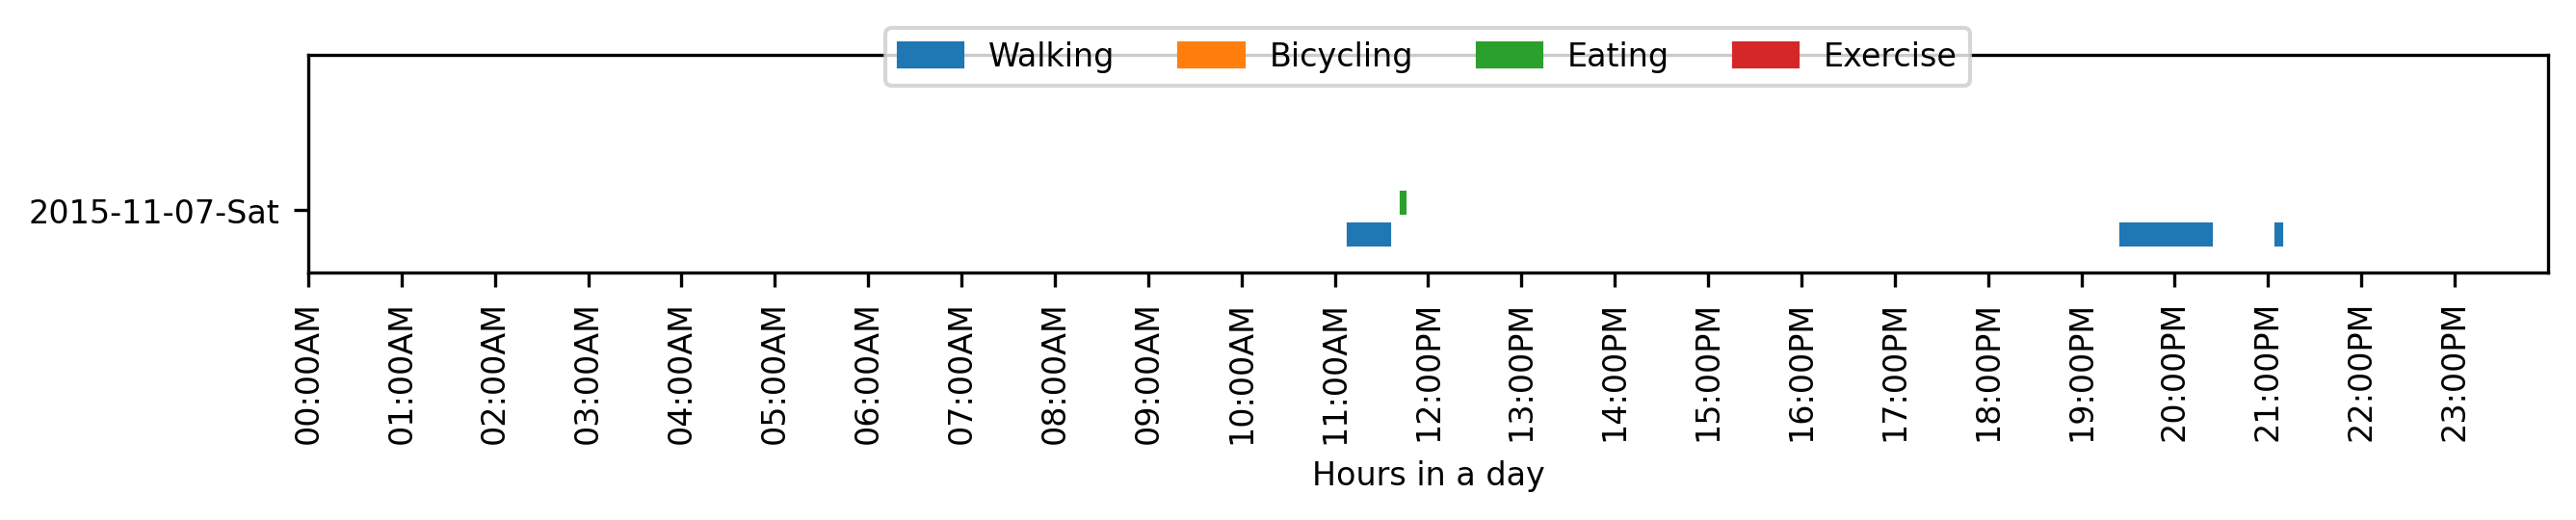 Walking Bicycling Eating Exercise
2015-11-07-Sat
00:00AM 01:00AM 02:00AM 03:00AM 04:00AM 05:00AM 06:00AM 07:00AM 08:00AM 09:00AM 10:00AM 11:00AM 12:00PM 13:00PM 14:00PM 15:00PM 16:00PM 17:00PM 18:00PM 19:00PM 20:00PM 21:00PM 22:00PM 23:00PM
Hours in a day